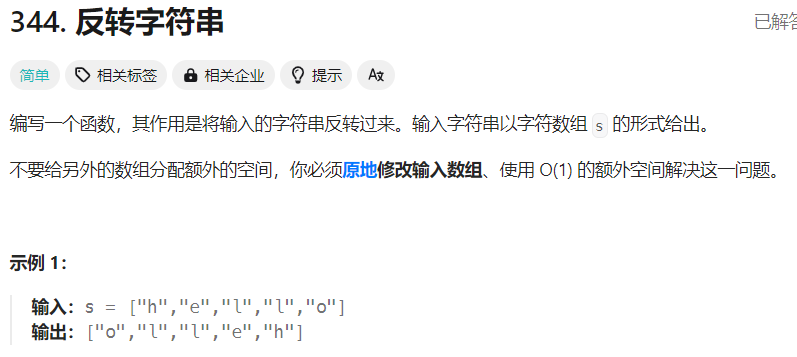 344. 反转字符串
已解答
简单 相关标签 相关企业 提示 Ax
编写一个函数，其作用是将输入的字符串反转过来。输入字符串以字符数组 s 的形式给出。
不要给另外的数组分配额外的空间，你必须原地修改输入数组、使用 O(1) 的额外空间解决这一问题。
示例 1：
输入：s = ["h","e","l","l","o"]
输出：["o","l","l","e","h"]